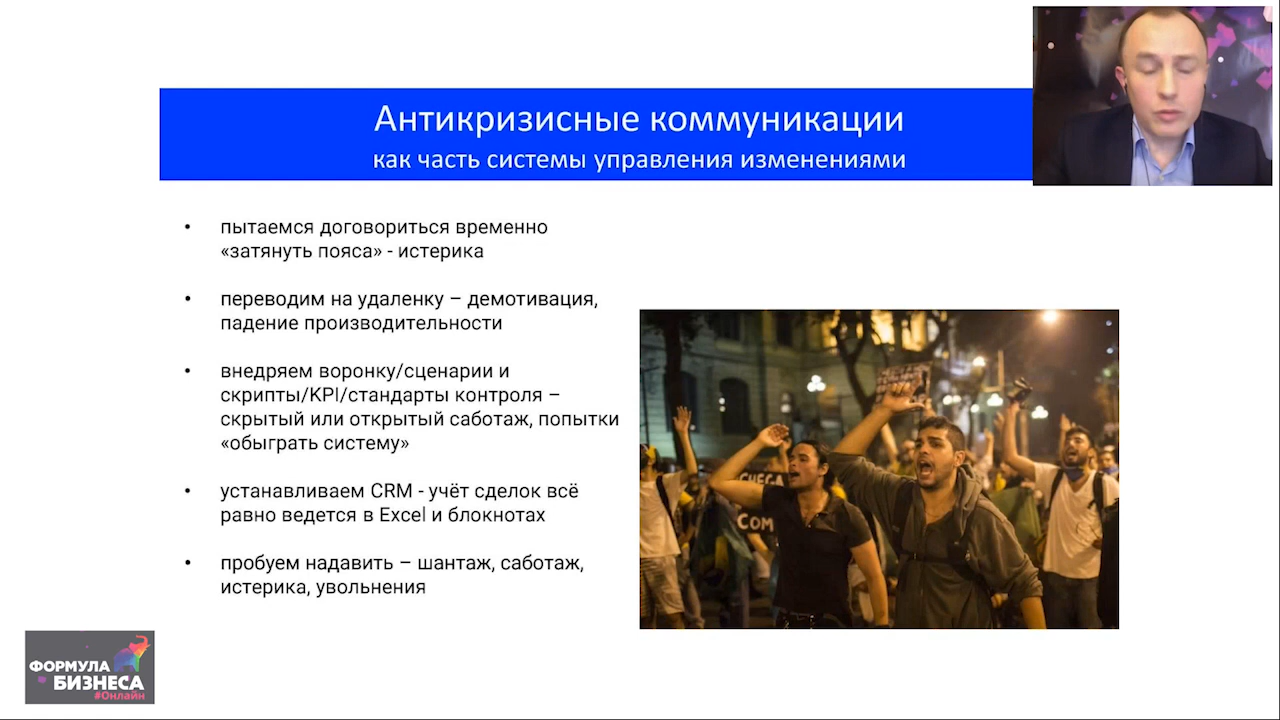 Антикризисные коммуникации
как часть системы управления изменениями
• пытаемся договориться временно
«затянуть пояса» - истерика
• переводим на удаленку – демотивация,
падение производительности
• внедряем воронку/сценарии и
скрипты/KPI/стандарты контроля –
скрытый или открытый саботаж, попытки
«обыграть систему»
• устанавливаем CRM - учёт сделок всё
равно ведется в Excel и блокнотах
• пробуем надавить – шантаж, саботаж,
истерика, увольнения
CHEGA
COM
ФОРМУЛА
БИЗНЕСА
#Онлайн